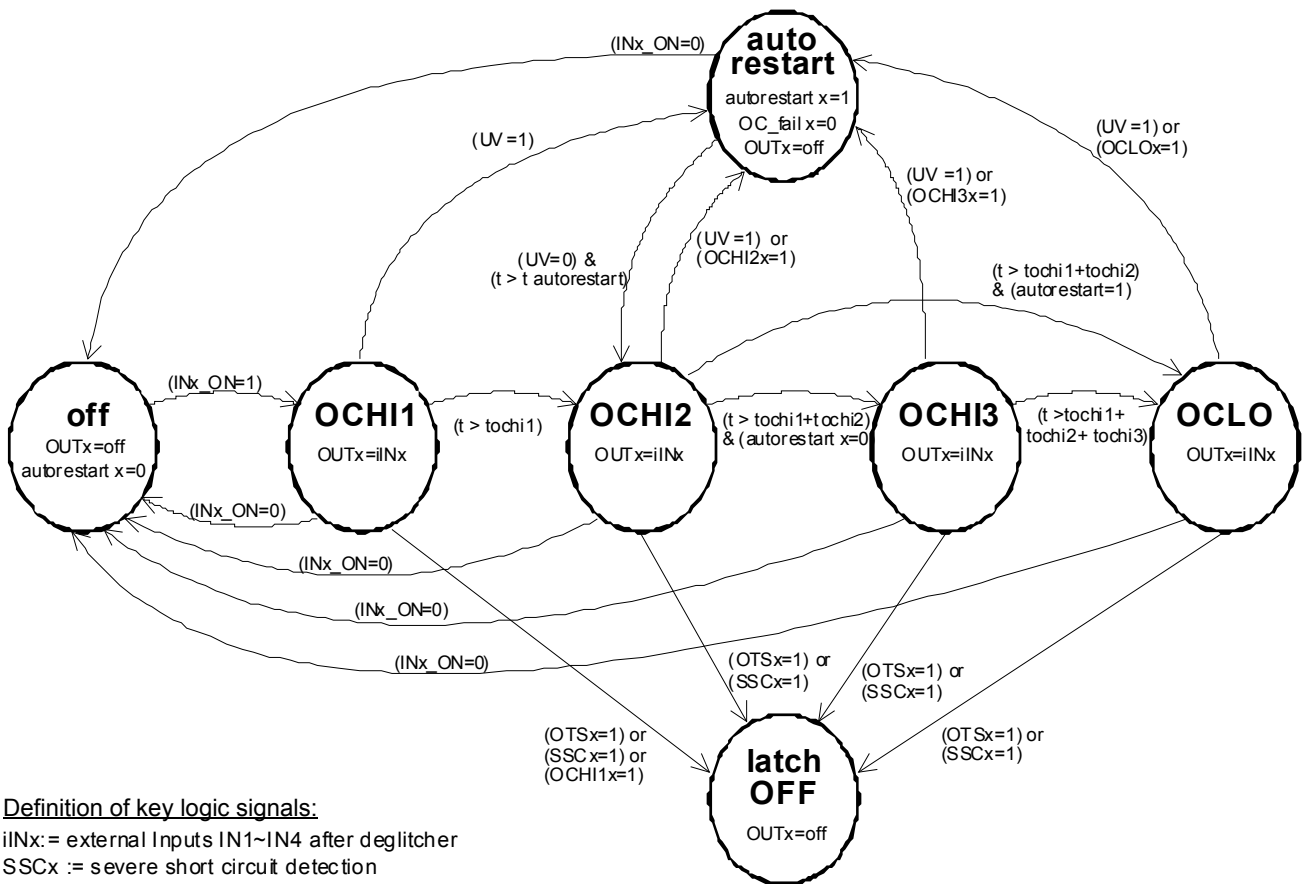 (INx_ON=0)
auto
restart
autorestart x=1
OC_fail x=0
OUTx=off
(UV=1)
(UV=1) or
(OCLOx=1)
(UV=1) or
(OCHI3x=1)
(UV=1) or
(OCHI2x=1)
(UV=0) &
(t > t autorestart)
(t > tochi1+tochi2)
& (autorestart=1)
off
OUTx=off
autorestart x=0
(INx_ON=1)
OCHI1
OUTx=iINx
(t > tochi1)
OCHI2
OUTx=iINx
(t > tochi1+tochi2)
& (autorestart x=0)
OCHI3
OUTx=iINx
(t >tochi1+
tochi2+ tochi3)
OCLO
OUTx=iINx
(INx_ON=0)
(INx_ON=0)
(INx_ON=0)
(INx_ON=0)
(OTSx=1) or
(SSCx=1)
(OTSx=1) or
(SSCx=1)
(OTSx=1) or
(SSCx=1) or
(OCHI1x=1)
(OTSx=1) or
(SSCx=1)
latch
OFF
OUTx=off
Definition of key logic signals:
iINx:= external Inputs IN1~IN4 after deglitcher
SSCx := severe short circuit detection